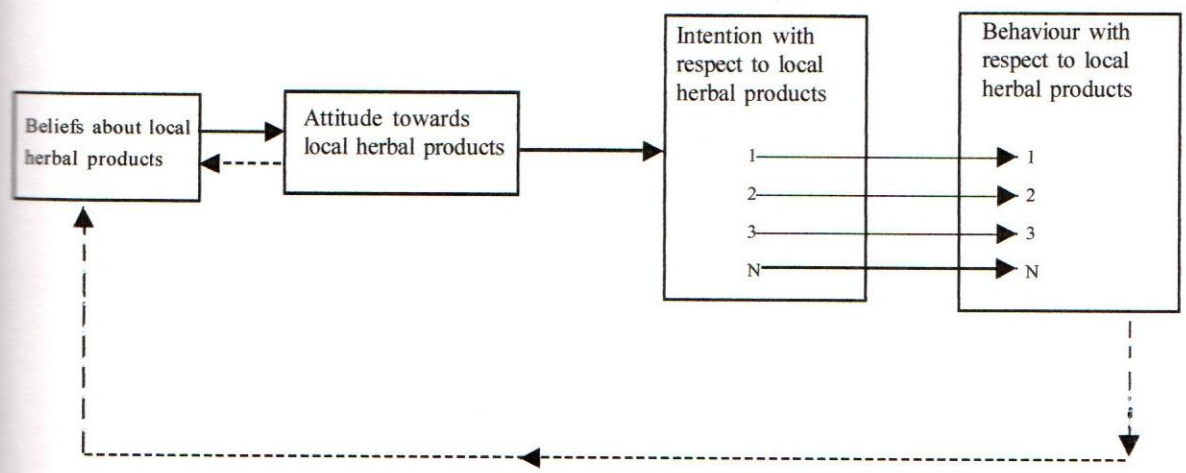 Beliefs about local
herbal products
Attitude towards
local herbal products
Intention with
respect to local
herbal products
1
2
3
N
Behaviour with
respect to local
herbal products
1
2
3
N